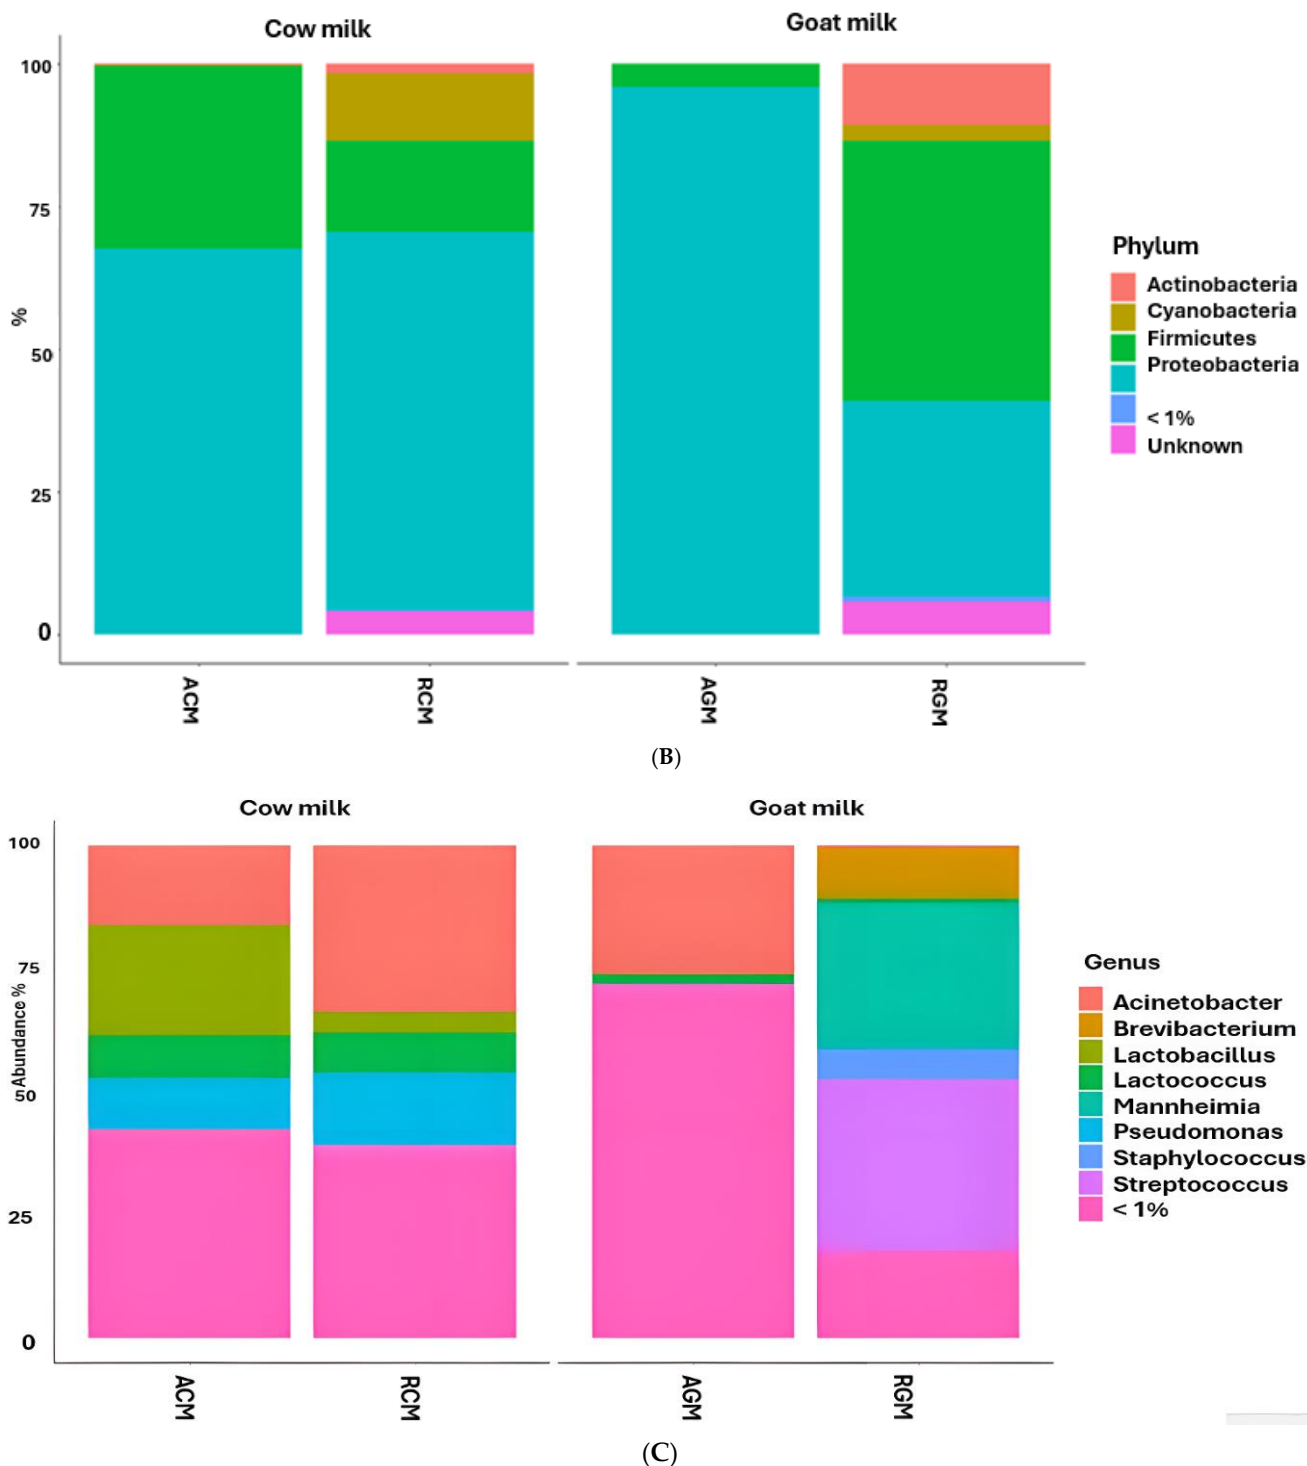 Cow milk
Goat milk
100
75
50
25
0
%
ACM
RCM
AGM
RGM
Phylum
Actinobacteria
Cyanobacteria
Firmicutes
Proteobacteria
< 1%
Unknown
(B)
Cow milk
Goat milk
100
75
50
25
0
Abundance %
ACM
RCM
AGM
RGM
Genus
Acinetobacter
Brevibacterium
Lactobacillus
Lactococcus
Mannheimia
Pseudomonas
Staphylococcus
Streptococcus
< 1%
(C)